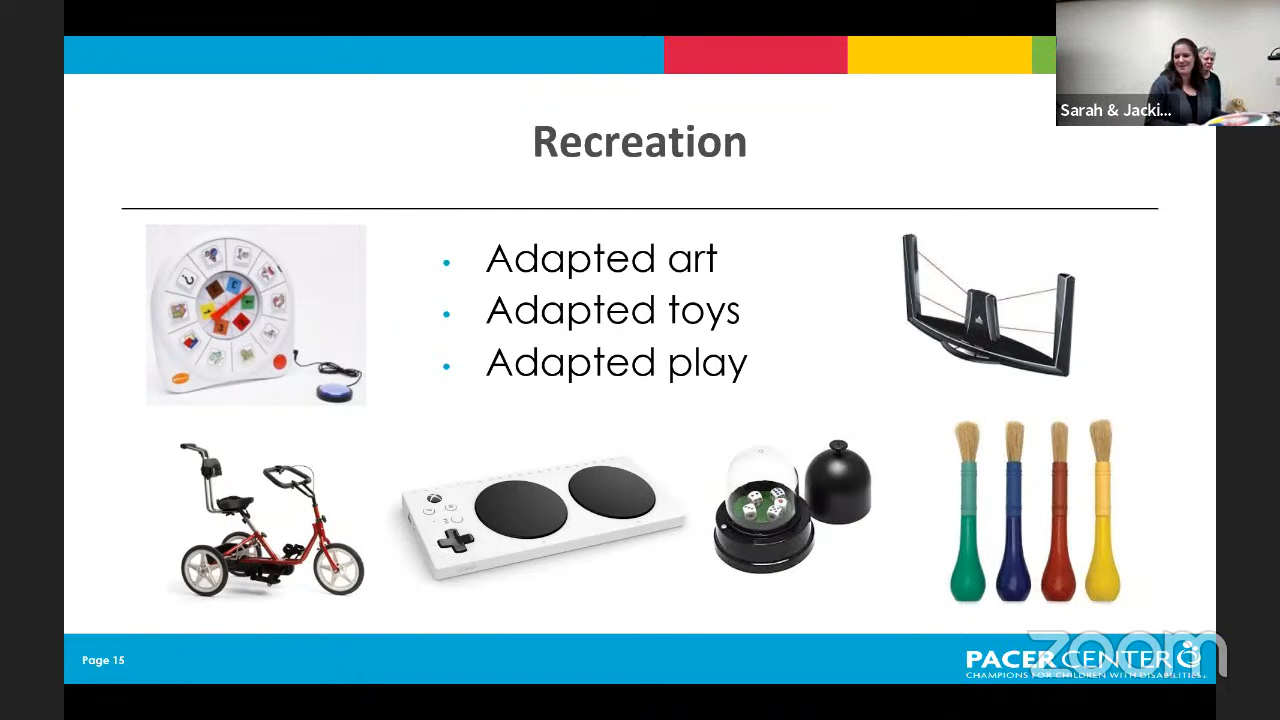 Sarah & Jacki...
Recreation
• Adapted art
• Adapted toys
• Adapted play
Page 15
zoom
PACER CENTER
CHAMPIONS FOR CHILDREN WITH DISABILITIES